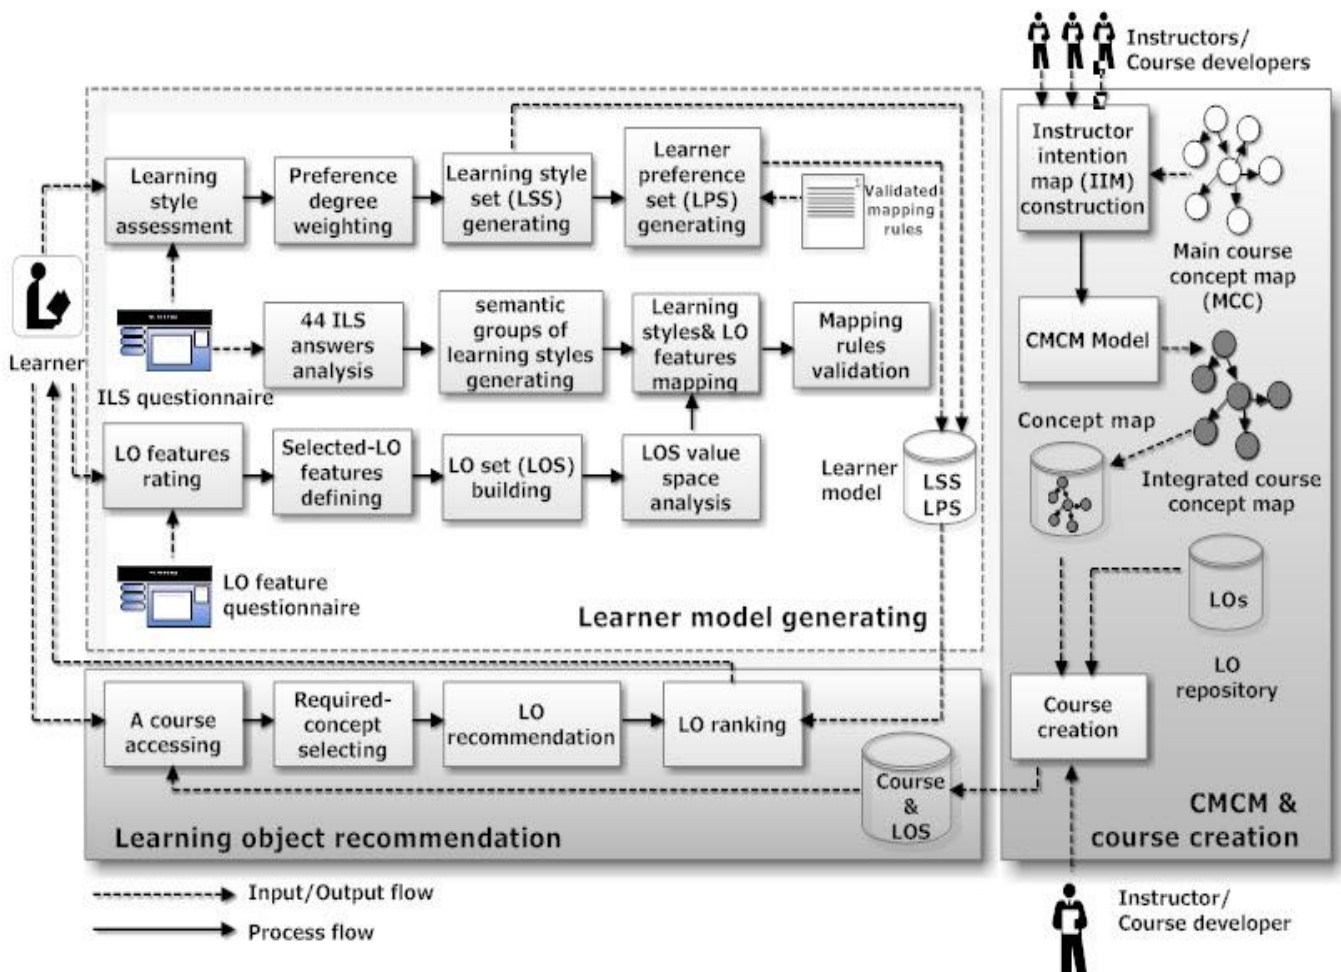 Instructors/
Course developers
Learning
style
assessment
Preference
degree
weighting
Learning style
set (LSS)
generating
Learner
preference
set (LPS)
generating
1
Validated
mapping
rules
Instructor
intention
map (IIM)
construction
Main course
concept map
(MCC)
Learner
ILS questionnaire
44 ILS
answers
analysis
semantic
groups of
learning styles
generating
Learning
styles& LO
features
mapping
Mapping
rules
validation
CMCM Model
Concept map
Integrated course
concept map
LO features
rating
Selected-LO
features
defining
LO set (LOS)
building
LOS value
space
analysis
Learner
model
LSS
LPS
LO feature
questionnaire
Learner model generating
LOs
LO
repository
A course
accessing
Required-
concept
selecting
LO
recommendation
LO ranking
Course
creation
Course
&
LOS
Learning object recommendation
CMCM &
course creation
Input/Output flow
Process flow
Instructor/
Course developer